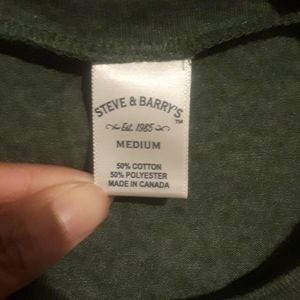 STEVE & BARRY'S
Est. 1985
TM
MEDIUM
50% COTTON
50% POLYESTER
MADE IN CANADA